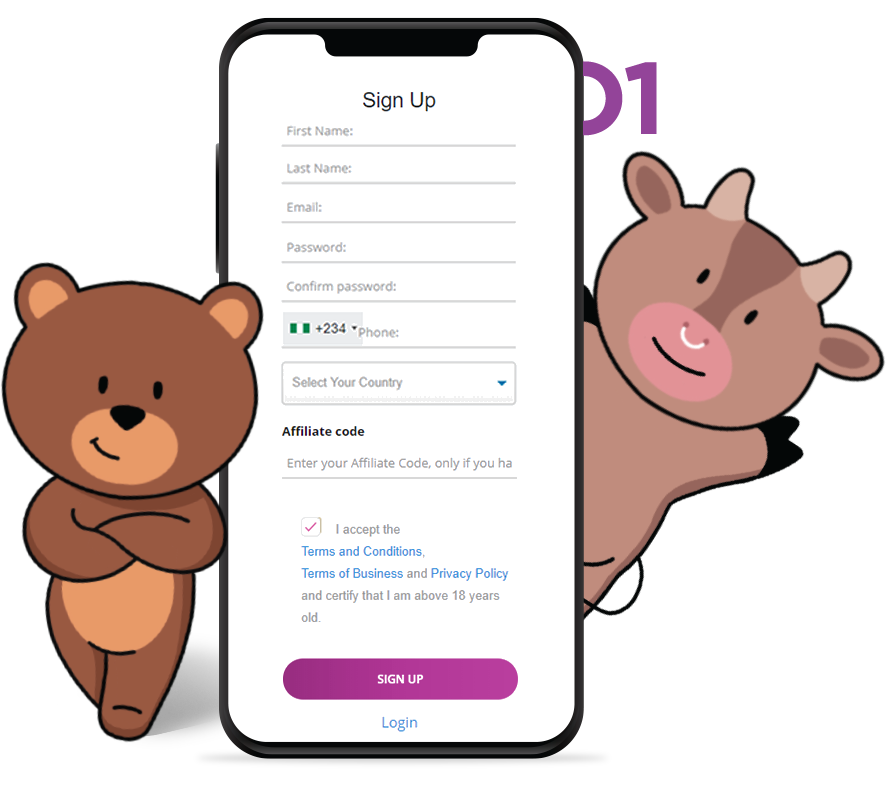 01
Sign Up
First Name:
Last Name:
Email:
Password:
Confirm password:
+234 Phone:
Select Your Country
Affiliate code
Enter your Affiliate Code, only if you ha
I accept the
Terms and Conditions,
Terms of Business and Privacy Policy
and certify that I am above 18 years
old.
SIGN UP
Login